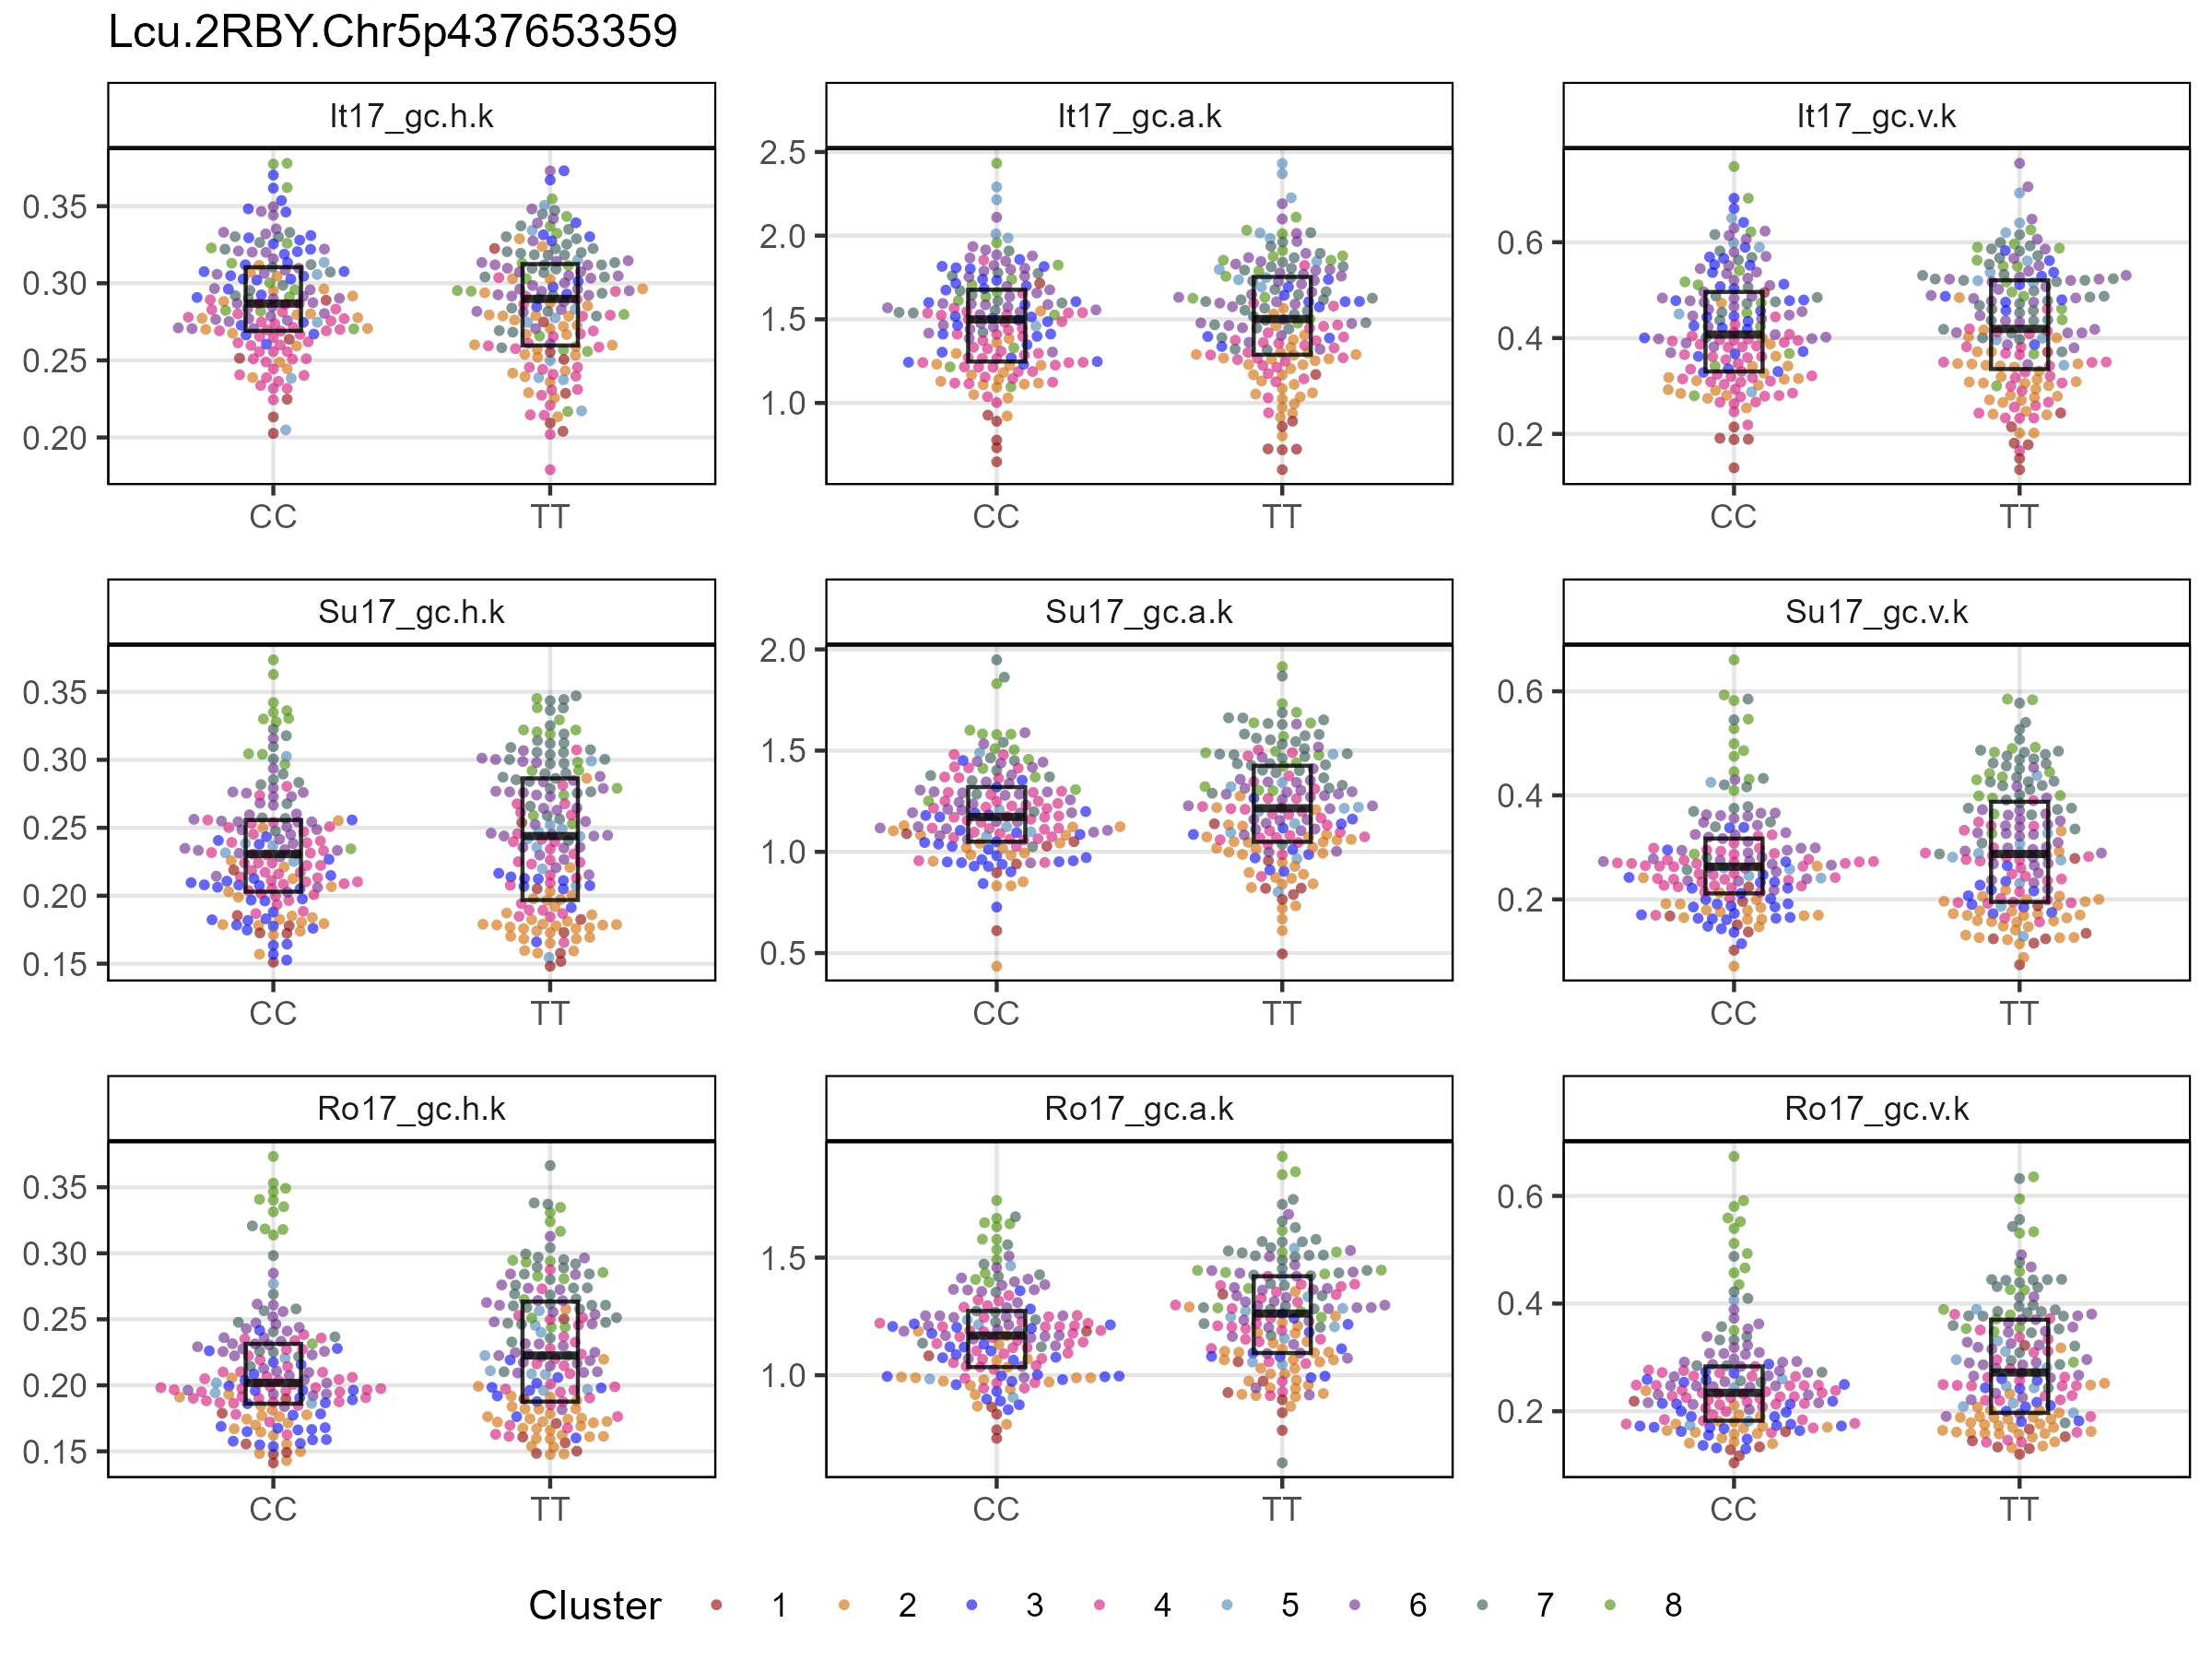 Lcu.2RBY.Chr5p437653359
It17_gc.h.k
It17_gc.a.k
It17_gc.v.k
0.35
0.30
0.25
0.20
2.5
2.0
1.5
1.0
0.6
0.4
0.2
CC TT
CC TT
CC TT
Su17_gc.h.k
Su17_gc.a.k
Su17_gc.v.k
0.35
0.30
0.25
0.20
0.15
2.0
1.5
1.0
0.5
0.6
0.4
0.2
CC TT
CC TT
CC TT
Ro17_gc.h.k
Ro17_gc.a.k
Ro17_gc.v.k
0.35
0.30
0.25
0.20
0.15
1.5
1.0
0.6
0.4
0.2
CC TT
CC TT
CC TT
Cluster 1 2 3 4 5 6 7 8